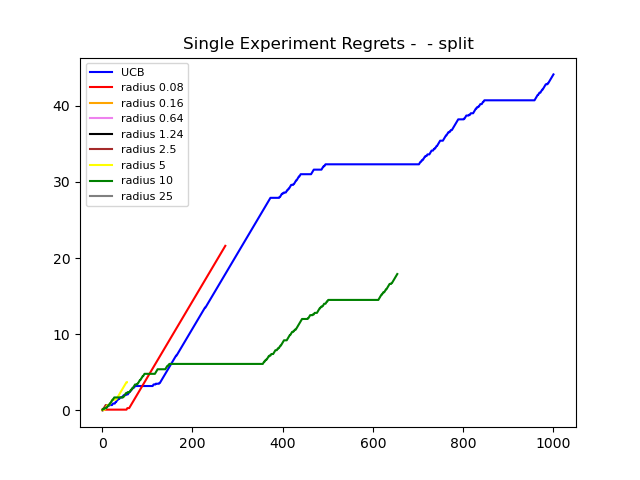 Single Experiment Regrets -  - split
UCB
radius 0.08
radius 0.16
radius 0.64
radius 1.24
radius 2.5
radius 5
radius 10
radius 25
40
30
20
10
0
0 200 400 600 800 1000